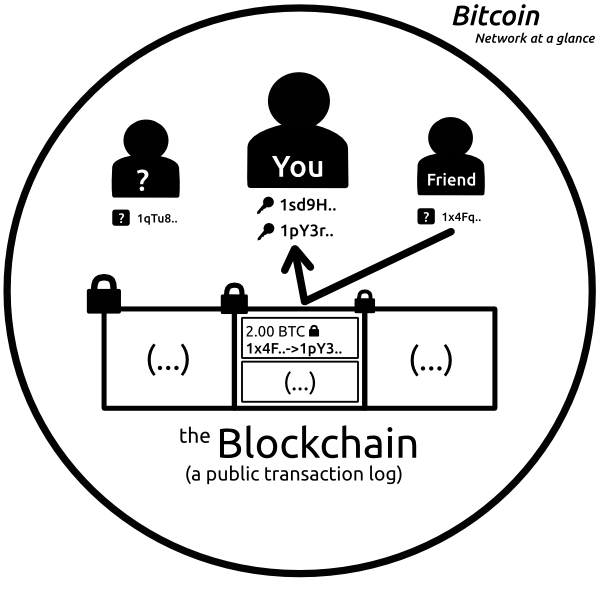 Bitcoin
Network at a glance
?
You
Friend
? 1qTu8..
1sd9H..
1pY3r..
? 1x4Fq..
(...)
2.00 BTC
1x4F..->1pY3..
(...)
(...)
the Blockchain
(a public transaction log)